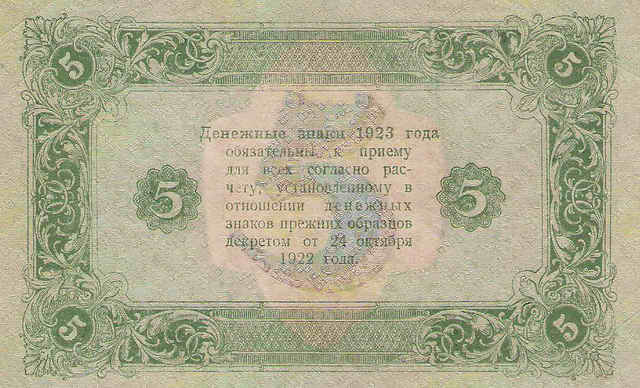 5 5
Денежные знаки 1923 года
обязательны к приему
для всех согласно рас-
чету, установленному в
отношении денежных
знаков прежних образцов
декретом от 24 октября
1922 года.
5 5
5 5